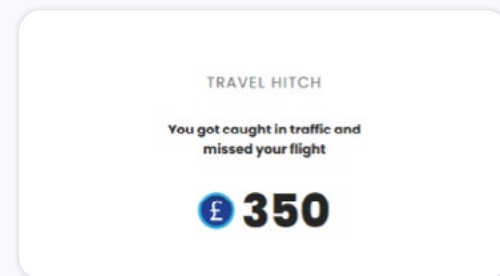 TRAVEL HITCH
You got caught in traffic and
missed your flight
£ 350